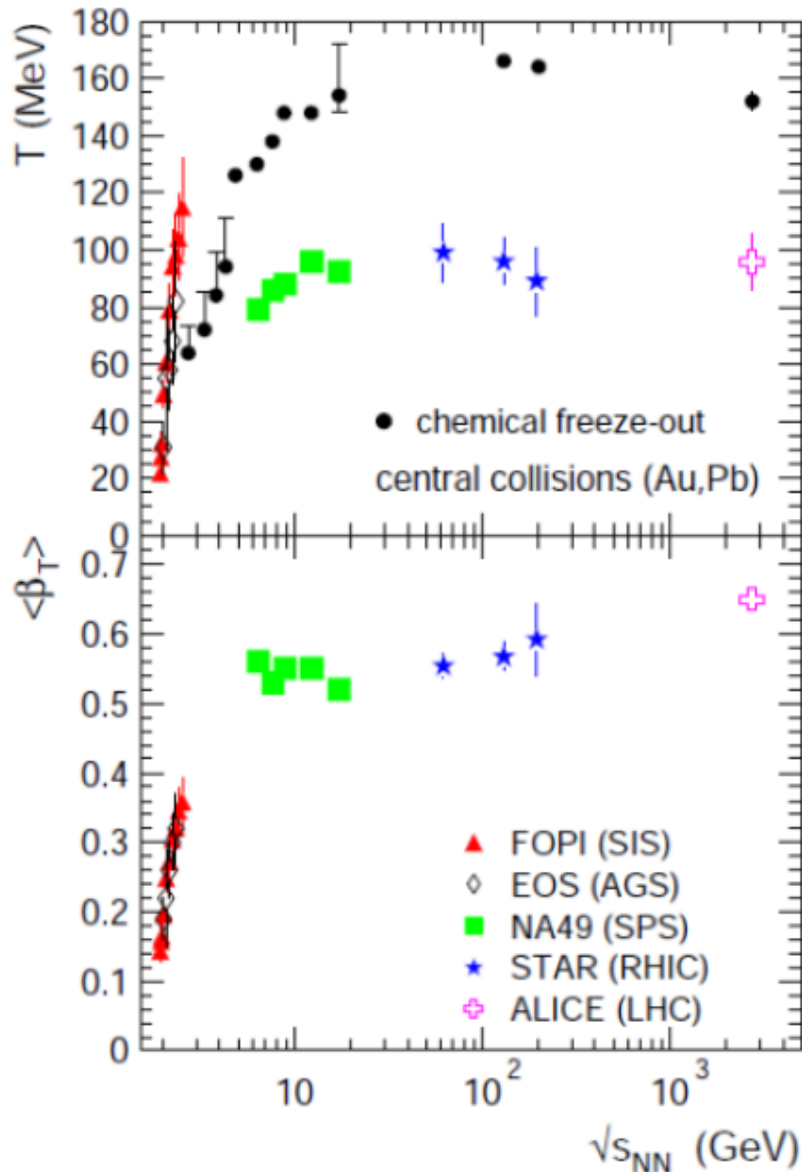 T (MeV)
180
160
140
120
100
80
60
40
20
0
chemical freeze-out
central collisions (Au,Pb)
<β_T>
0.7
0.6
0.5
0.4
0.3
0.2
0.1
0
FOPI (SIS)
EOS (AGS)
NA49 (SPS)
STAR (RHIC)
ALICE (LHC)
10 10² 10³
√s_NN (GeV)